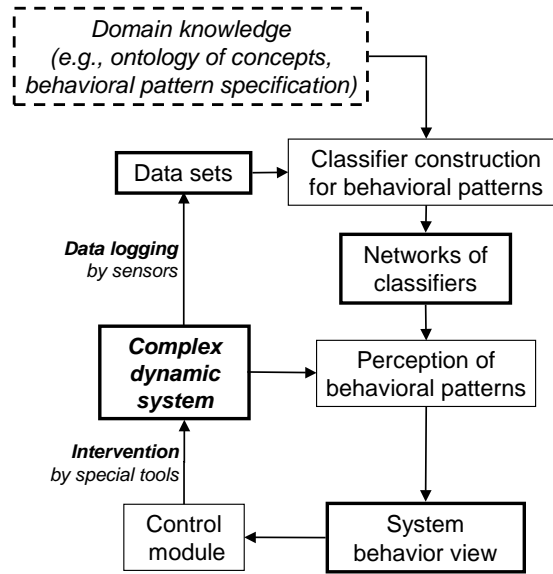 Domain knowledge
(e.g., ontology of concepts,
behavioral pattern specification)
Data sets
Classifier construction
for behavioral patterns
Data logging
by sensors
Networks of
classifiers
Complex
dynamic
system
Perception of
behavioral patterns
Intervention
by special tools
Control
module
System
behavior view